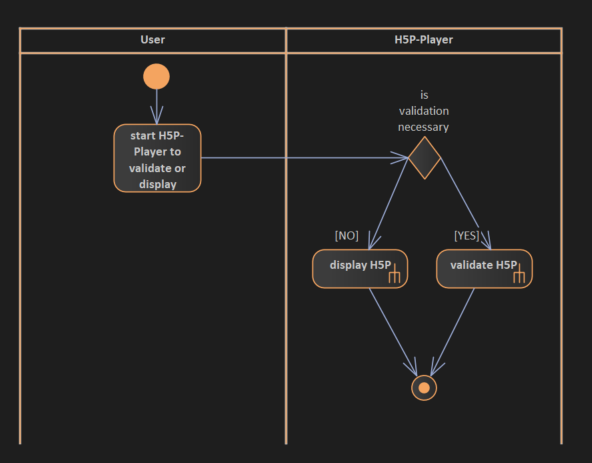 User
H5P-Player
start H5P-
Player to
validate or
display
is
validation
necessary
[NO]
[YES]
display H5P
validate H5P